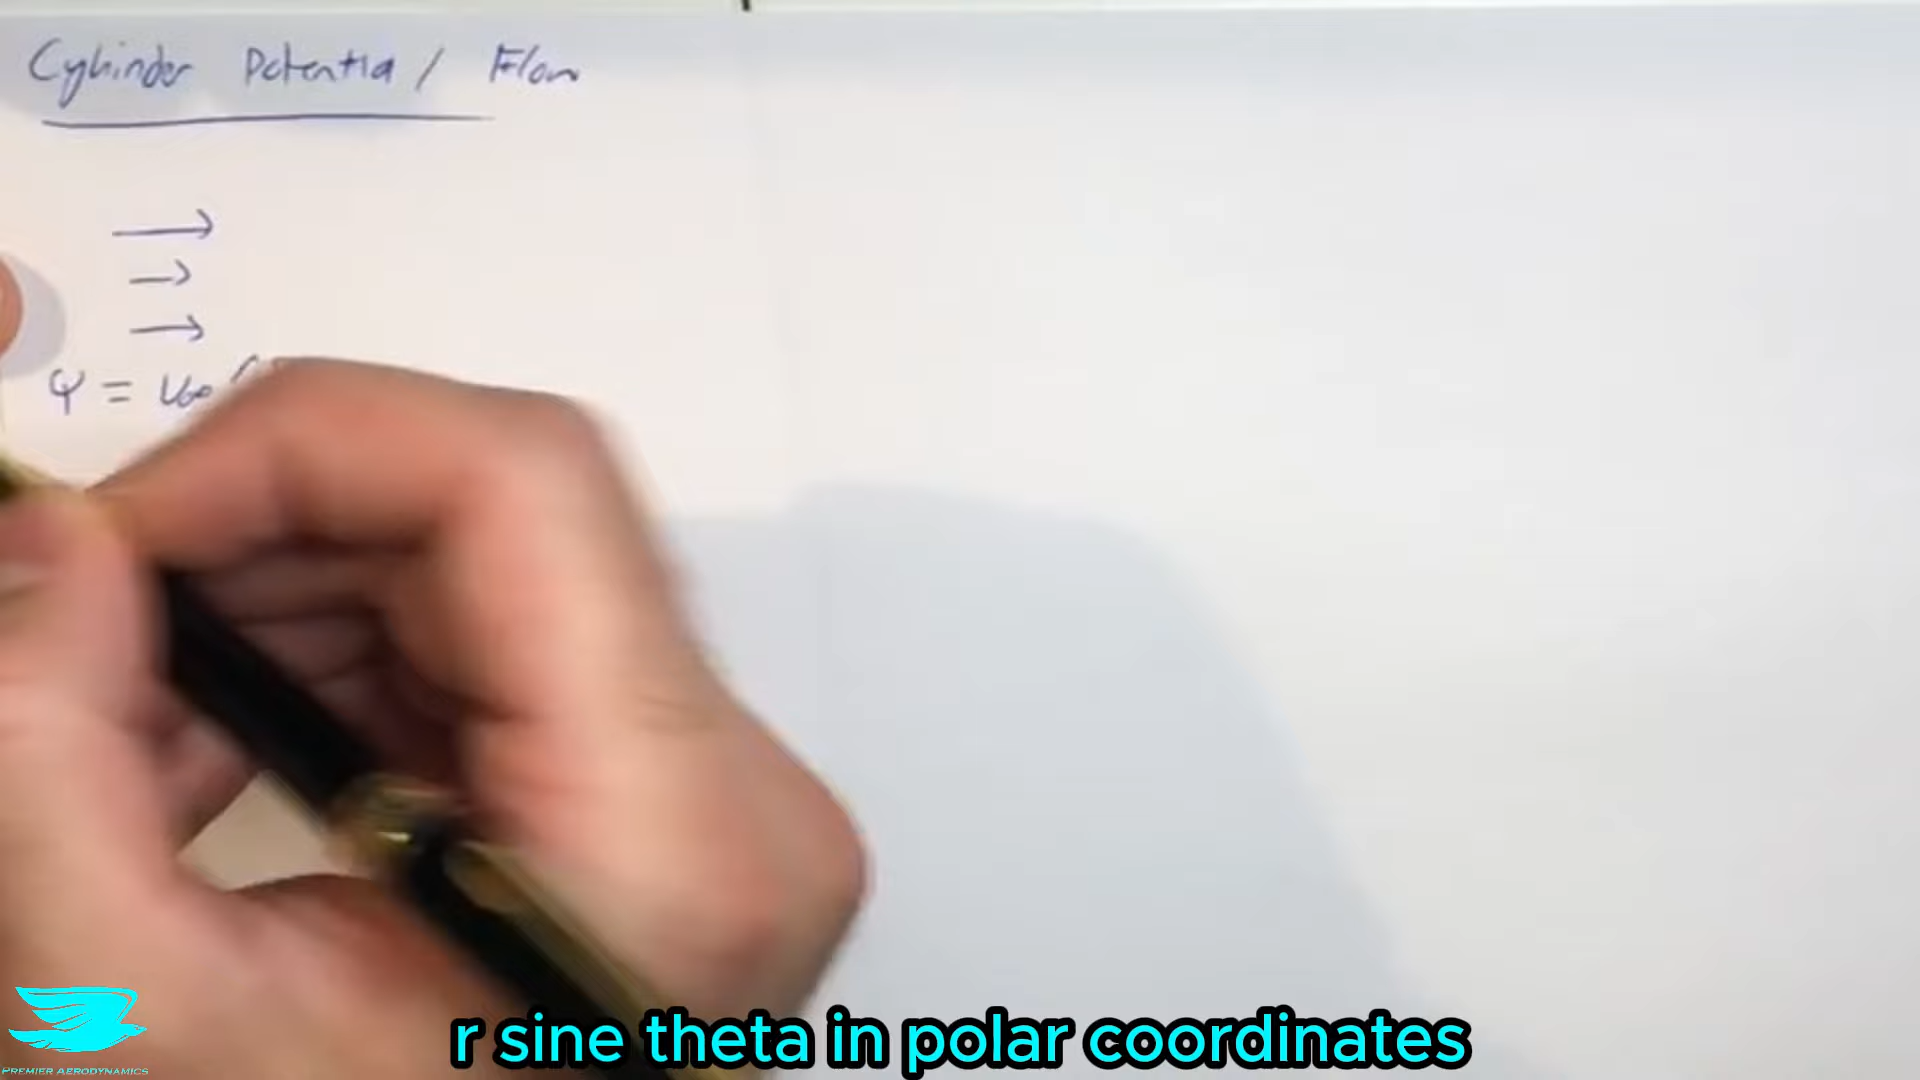 Cylinder Potential Flow
Ψ = U∞ r
r sine theta in polar coordinates
PREMIER AERODYNAMICS